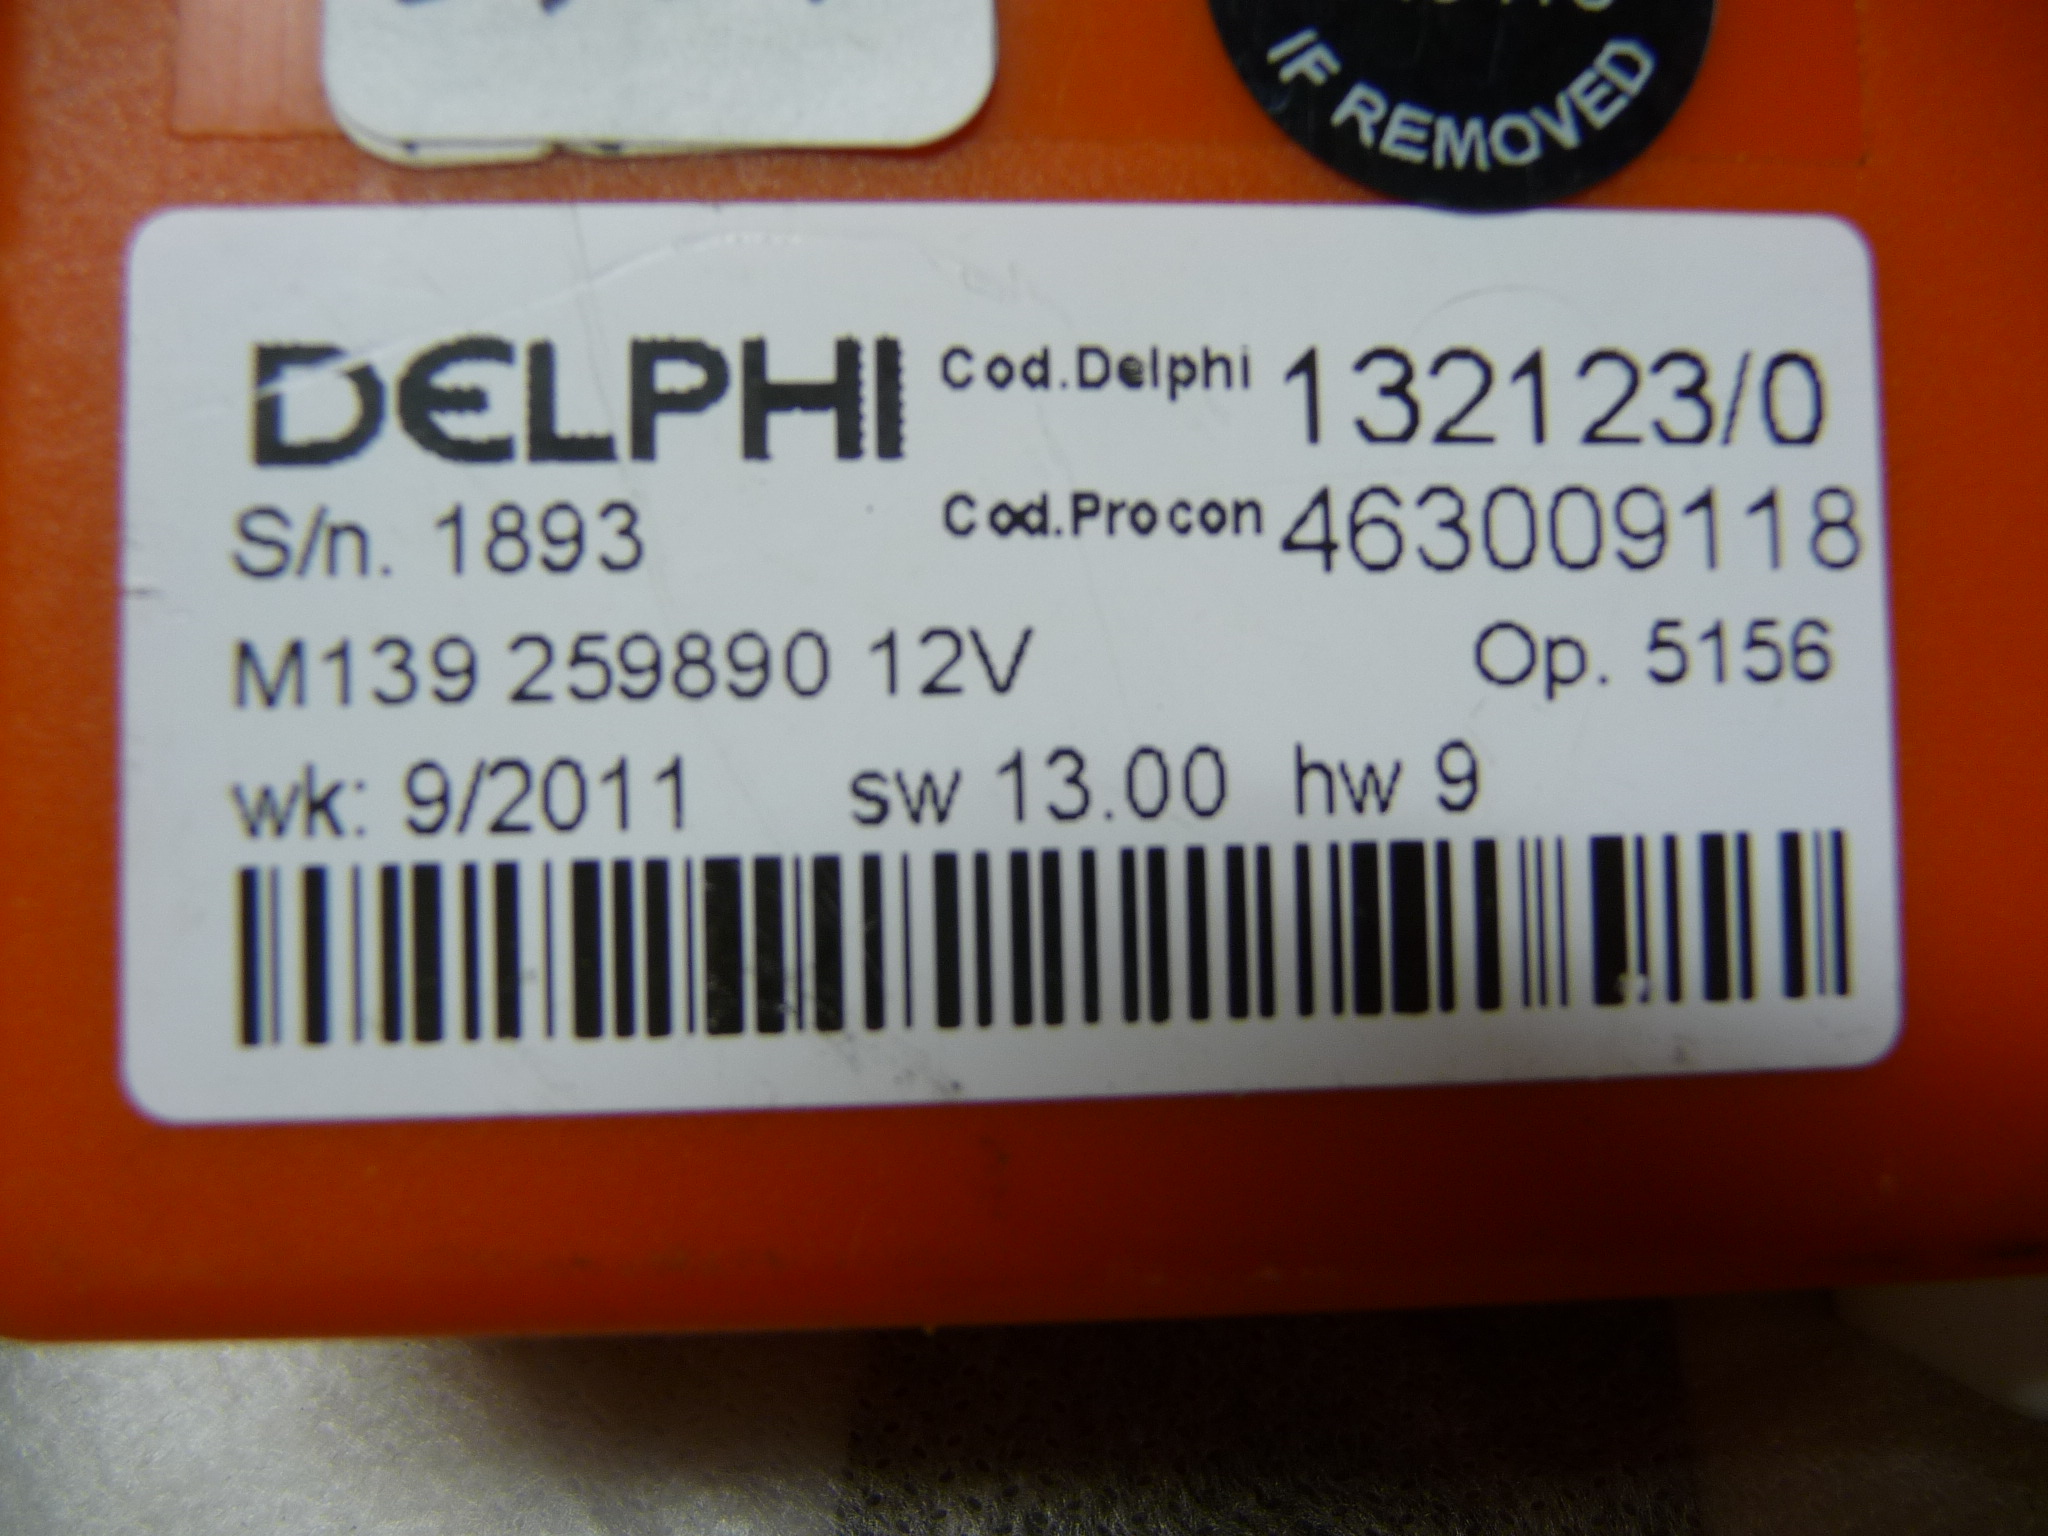 IF REMOVED
DELPHI Cod.Delphi 132123/0
S/n. 1893 Cod.Procon 463009118
M139 259890 12V Op. 5156
wk: 9/2011 sw 13.00 hw 9